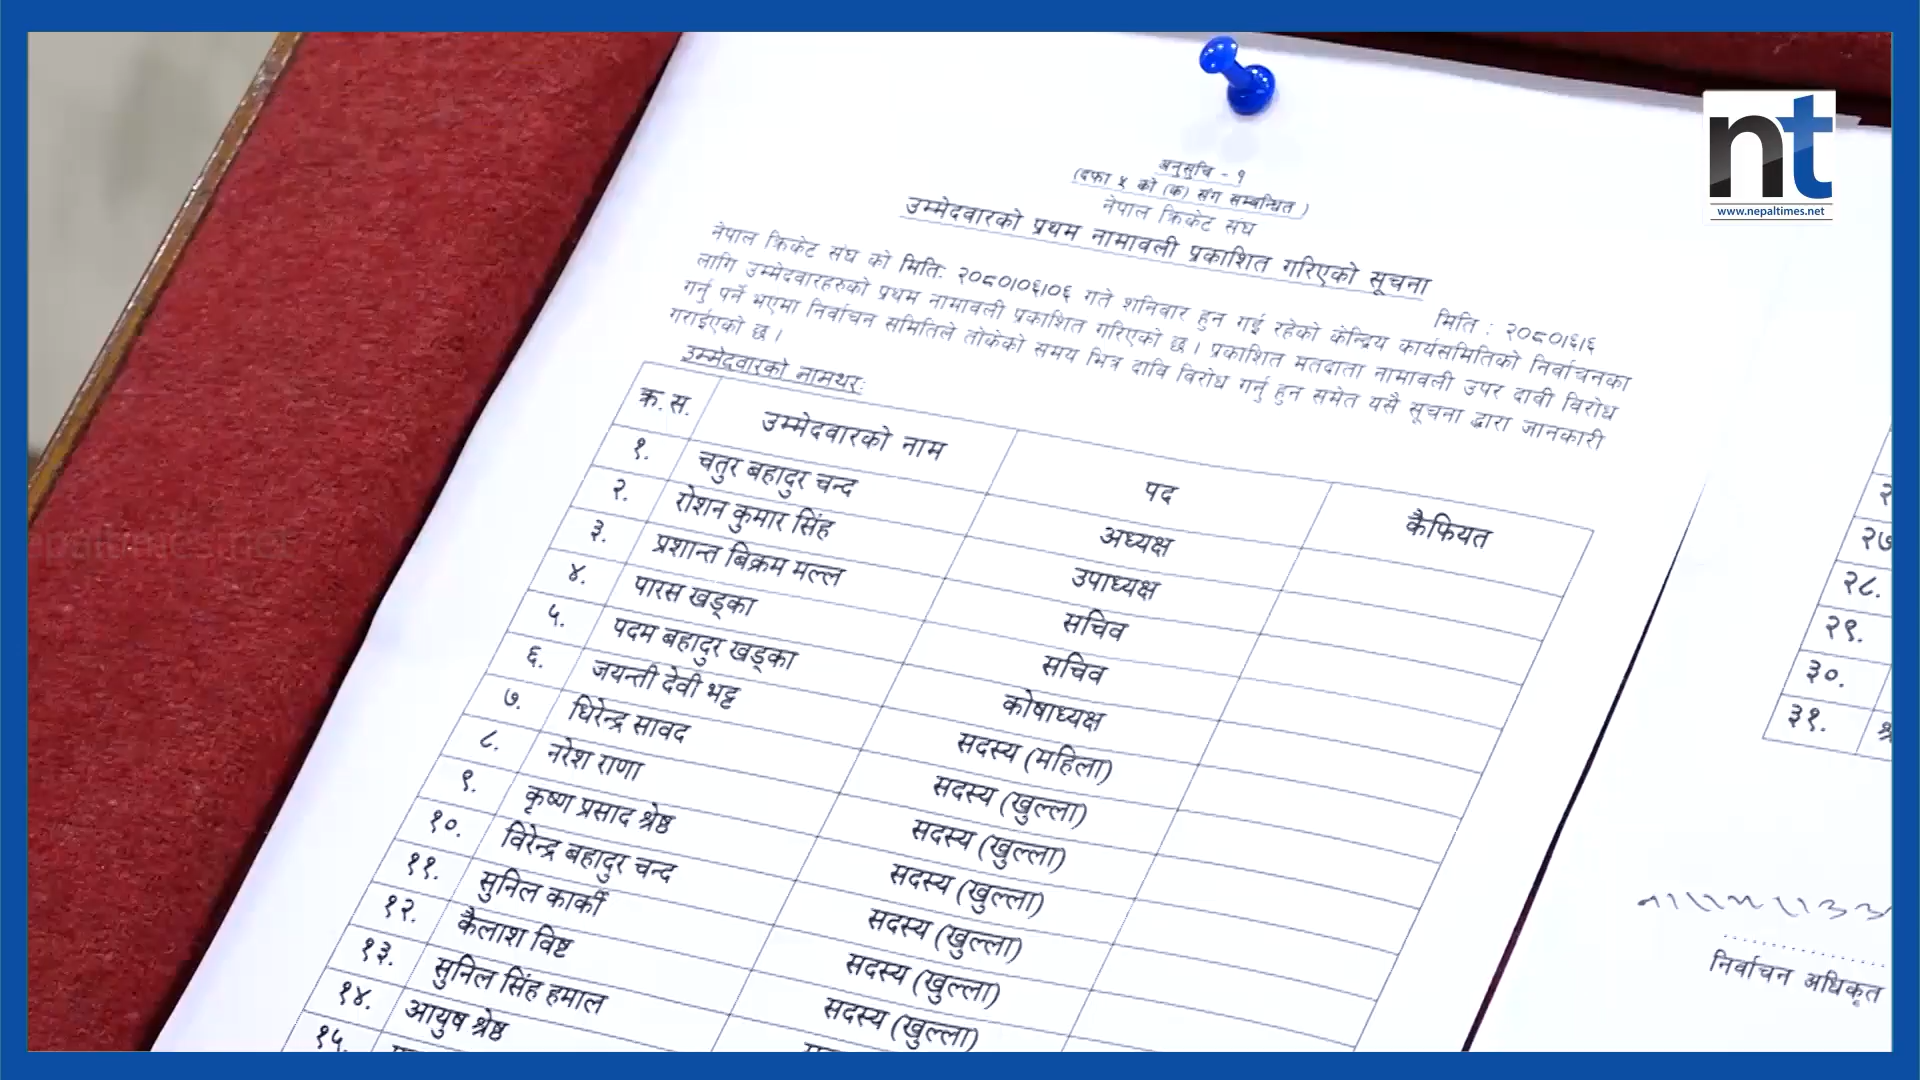 nt
www.nepaltimes.net
अनुसुचि - १
(दफा ५ को (क) संग सम्बन्धित )
नेपाल क्रिकेट संघ
उम्मेदवारको प्रथम नामावली प्रकाशित गरिएको सूचना
मिति : २०८०।६।६
नेपाल क्रिकेट संघ को मिति: २०८०।०६।०६ गते शनिवार हुन गई रहेको केन्द्रिय कार्यसमितिको निर्वाचनका
लागि उम्मेदवारहरुको प्रथम नामावली प्रकाशित गरिएको छ। प्रकाशित मतदाता नामावली उपर दावी विरोध
गर्नु पर्ने भएमा निर्वाचन समितिले तोकेको समय भित्र दावि विरोध गर्नु हुन समेत यसै सूचना द्धारा जानकारी
गराईएको छ।
उम्मेदवारको नामथर:
क्र.स. उम्मेदवारको नाम पद कैफियत
१. चतुर बहादुर चन्द अध्यक्ष
२. रोशन कुमार सिंह उपाध्यक्ष
३. प्रशान्त बिक्रम मल्ल सचिव
४. पारस खड्का सचिव
५. पदम बहादुर खड्का कोषाध्यक्ष
६. जयन्ती देवी भट्ट सदस्य (महिला)
७. धिरेन्द्र सावद सदस्य (खुल्ला)
८. नरेश राणा सदस्य (खुल्ला)
९. कृष्ण प्रसाद श्रेष्ठ सदस्य (खुल्ला)
१०. विरेन्द्र बहादुर चन्द सदस्य (खुल्ला)
११. सुनिल कार्की सदस्य (खुल्ला)
१२. कैलाश विष्ट सदस्य (खुल्ला)
१३. सुनिल सिंह हमाल
१४. आयुष श्रेष्ठ
१५.
२७
२८.
२९.
३०.
३१.
निर्वाचन अधिकृत
epaltimes.net